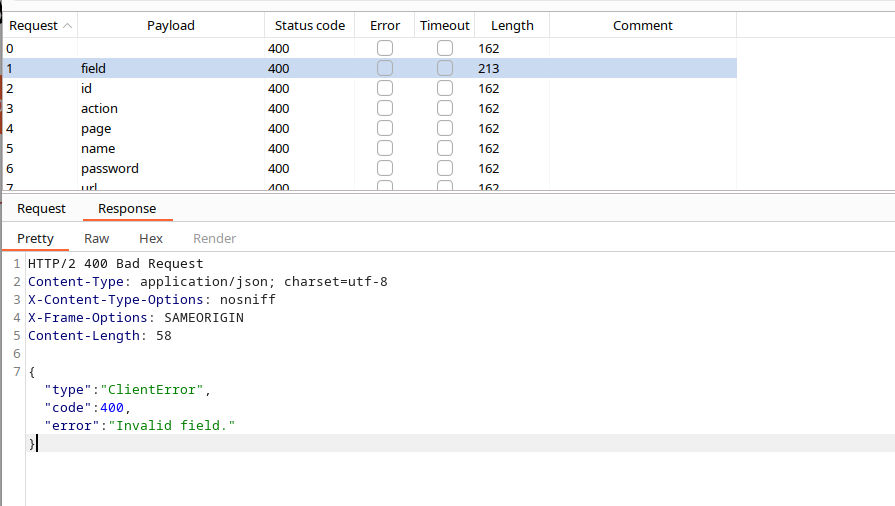 Request Payload Status code Error Timeout Length Comment
0 400 162
1 field 400 213
2 id 400 162
3 action 400 162
4 page 400 162
5 name 400 162
6 password 400 162
7 url 400 162
Request Response
Pretty Raw Hex Render
1 HTTP/2 400 Bad Request
2 Content-Type: application/json; charset=utf-8
3 X-Content-Type-Options: nosniff
4 X-Frame-Options: SAMEORIGIN
5 Content-Length: 58
6
7 {
"type":"ClientError",
"code":400,
"error":"Invalid field."
}